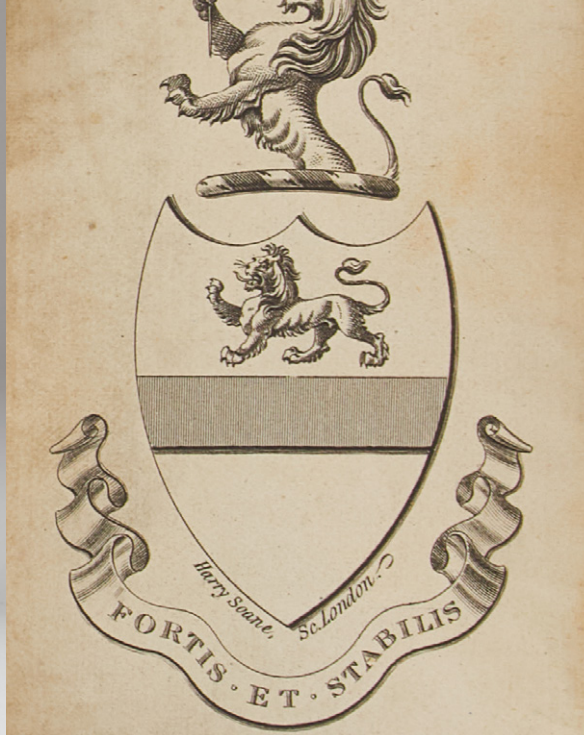 Harry Soane, Sc. London.
FORTIS · ET · STABILIS